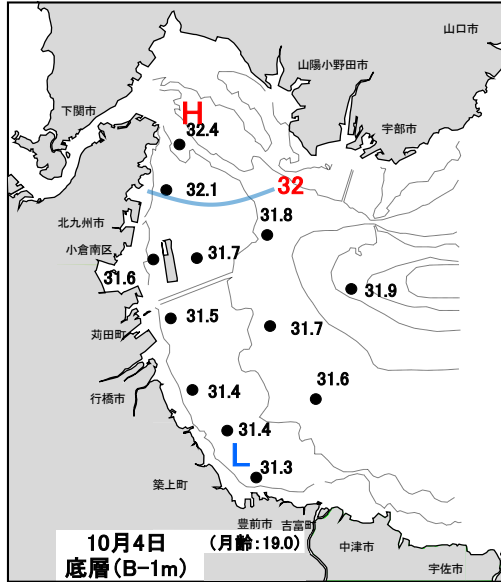 山口市
山陽小野田市
下関市
宇部市
H
32.4
32.1
32
北九州市
小倉南区
31.8
31.7
31.6
31.9
31.5
31.7
苅田町
31.4
31.6
行橋市
31.4
L
31.3
築上町
豊前市
吉富町
中津市
宇佐市
10月4日 (月齢:19.0)
底層(B-1m)